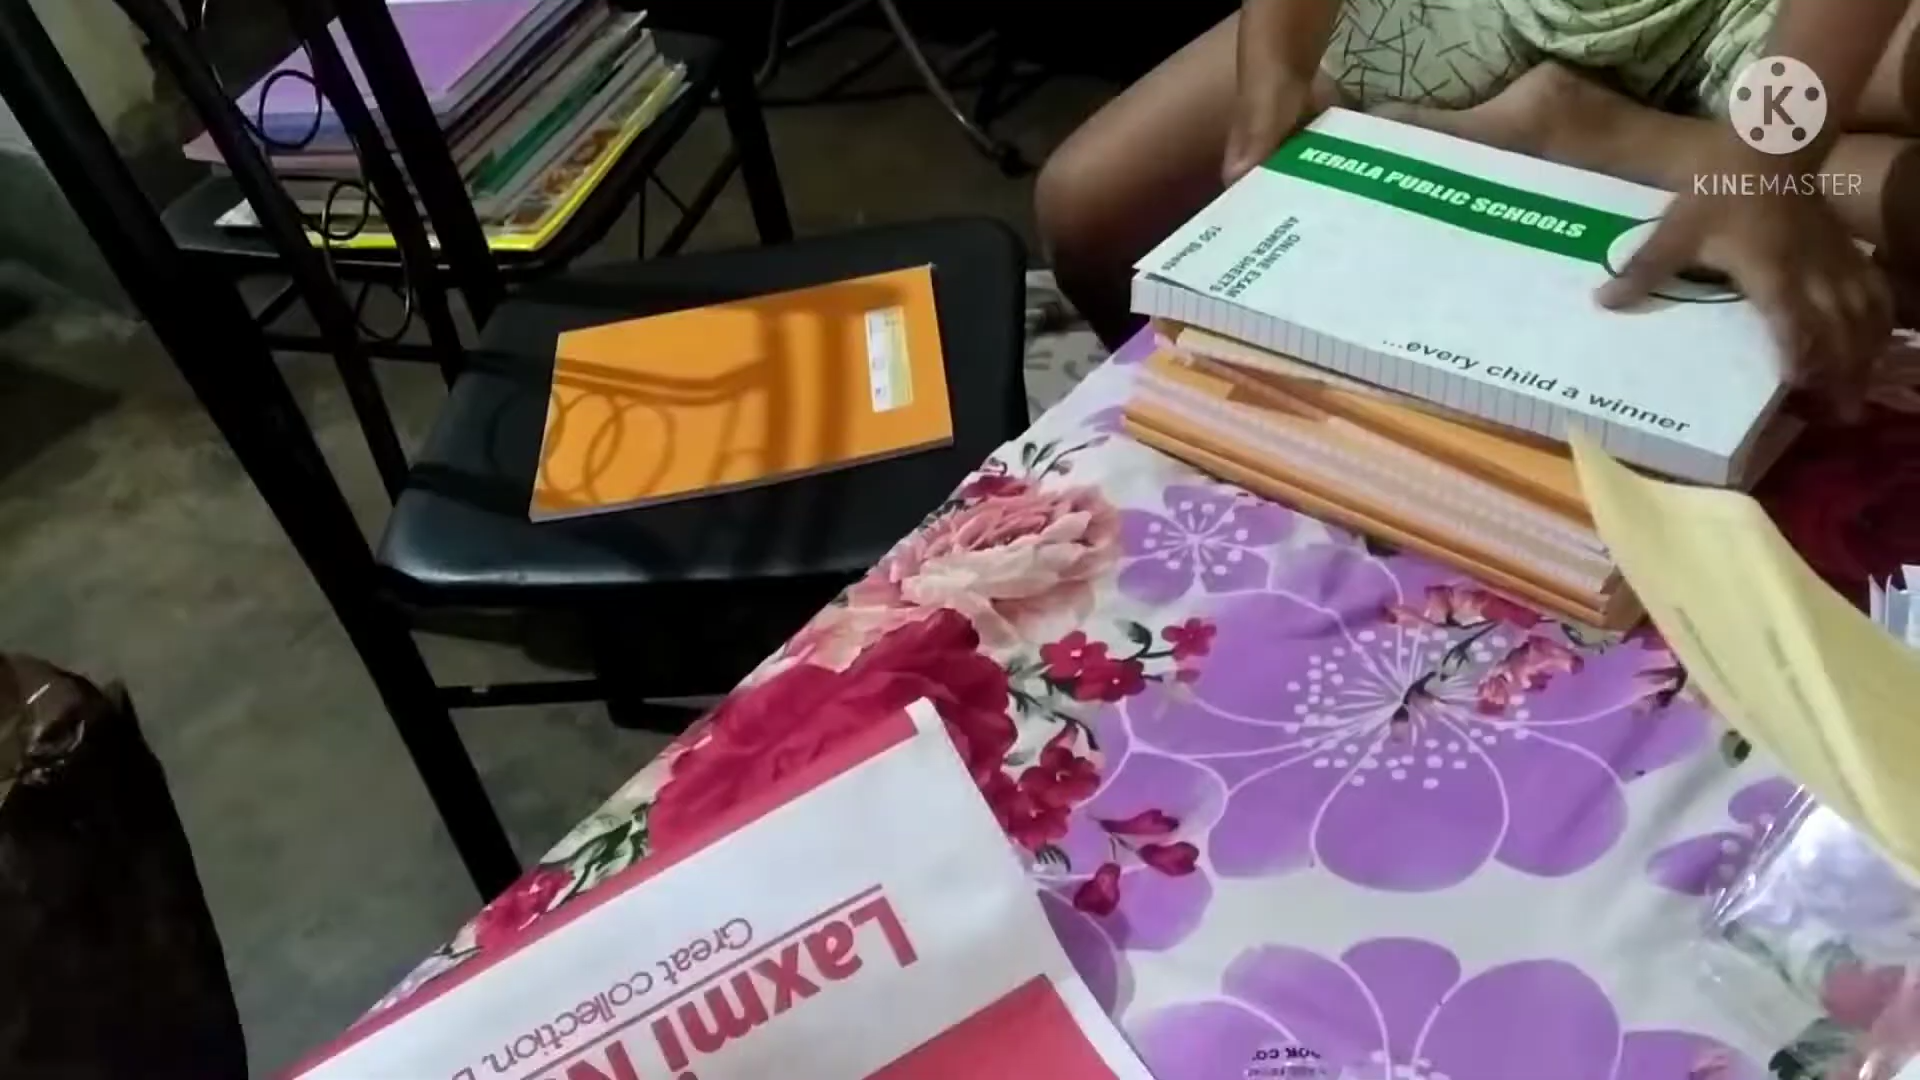 K
KINEMASTER
KERALA PUBLIC SCHOOLS
ONLINE EXAM
ANSWER SHEETS
150 Sheets
...every child a winner
Laxmi
Great collection.